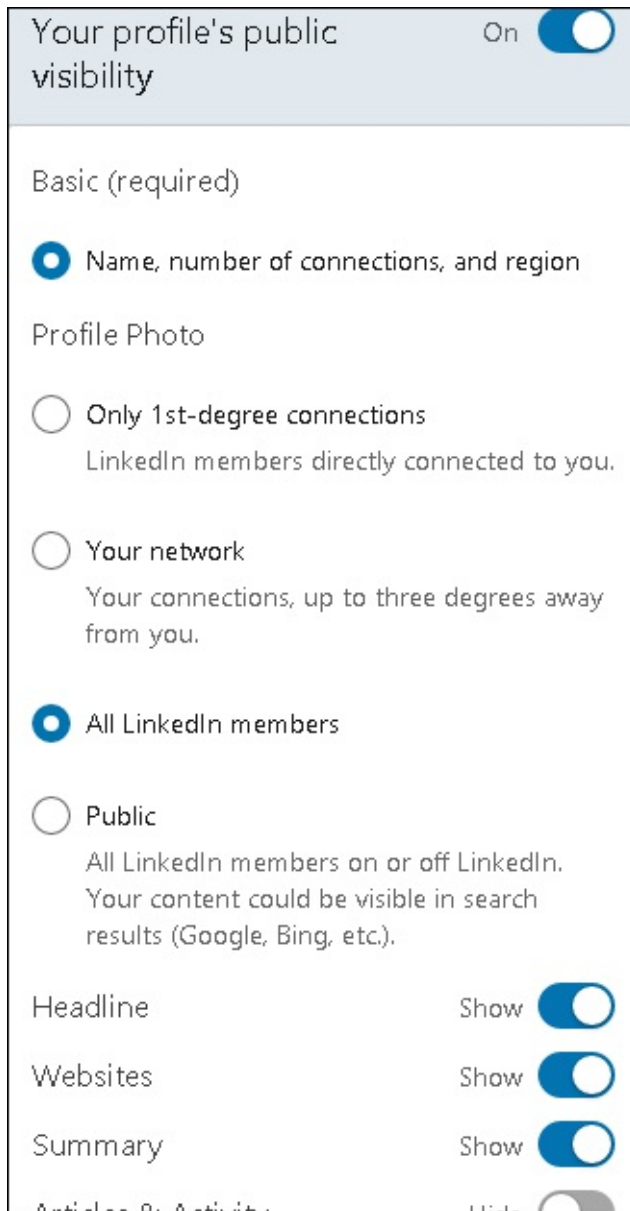 Your profile's public On
visibility
Basic (required)
Name, number of connections, and region
Profile Photo
Only 1st-degree connections
LinkedIn members directly connected to you.
Your network
Your connections, up to three degrees away
from you.
All LinkedIn members
Public
All LinkedIn members on or off LinkedIn.
Your content could be visible in search
results (Google, Bing, etc.).
Headline Show
Websites Show
Summary Show
Articles & Activity Hide